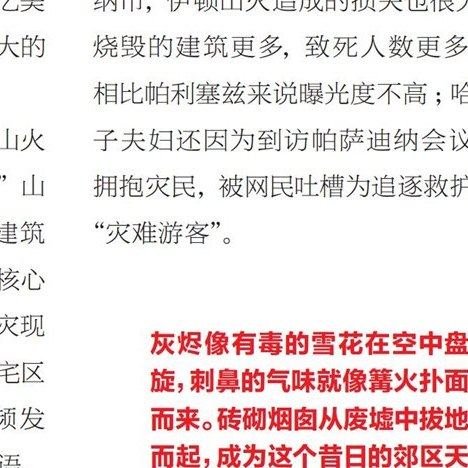 大的
山火
”山
建筑
核心
灾现
宅区
频发
语
纳市，伊顿山火造成的损失也很大
烧毁的建筑更多，致死人数更多
相比帕利塞兹来说曝光度不高；哈
子夫妇还因为到访帕萨迪纳会议
拥抱灾民，被网民吐槽为追逐救护
“灾难游客”。
灰烬像有毒的雪花在空中盘
旋，刺鼻的气味就像篝火扑面
而来。砖砌烟囱从废墟中拔地
而起，成为这个昔日的郊区天